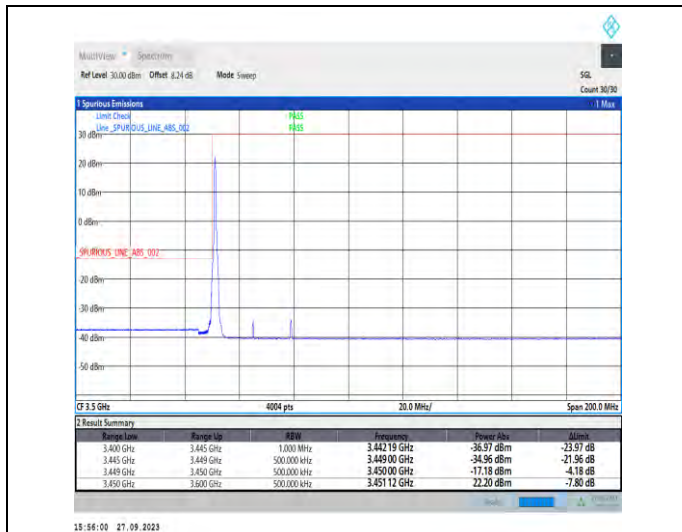 MultiView Spectrum
Ref Level 30.00 dBm Offset 8.24 dB Mode Sweep SGL
Count 30/30
1 Spurious Emissions 1 Max
Limit Check PASS
Line _SPURIOUS_LINE_ABS_002 PASS
30 dBm
20 dBm
10 dBm
0 dBm
_SPURIOUS_LINE_ABS_002
-20 dBm
-30 dBm
-40 dBm
-50 dBm
CF 3.5 GHz 4004 pts 20.0 MHz/ Span 200.0 MHz
2 Result Summary
Range Low Range Up RBW Frequency Power Abs ΔLimit
3.400 GHz 3.445 GHz 1.000 MHz 3.44219 GHz -36.97 dBm -23.97 dB
3.445 GHz 3.449 GHz 500.000 kHz 3.44900 GHz -34.96 dBm -21.96 dB
3.449 GHz 3.450 GHz 500.000 kHz 3.45000 GHz -17.18 dBm -4.18 dB
3.450 GHz 3.600 GHz 500.000 kHz 3.45112 GHz 22.20 dBm -7.80 dB
Ready
15:56:00 27.09.2023